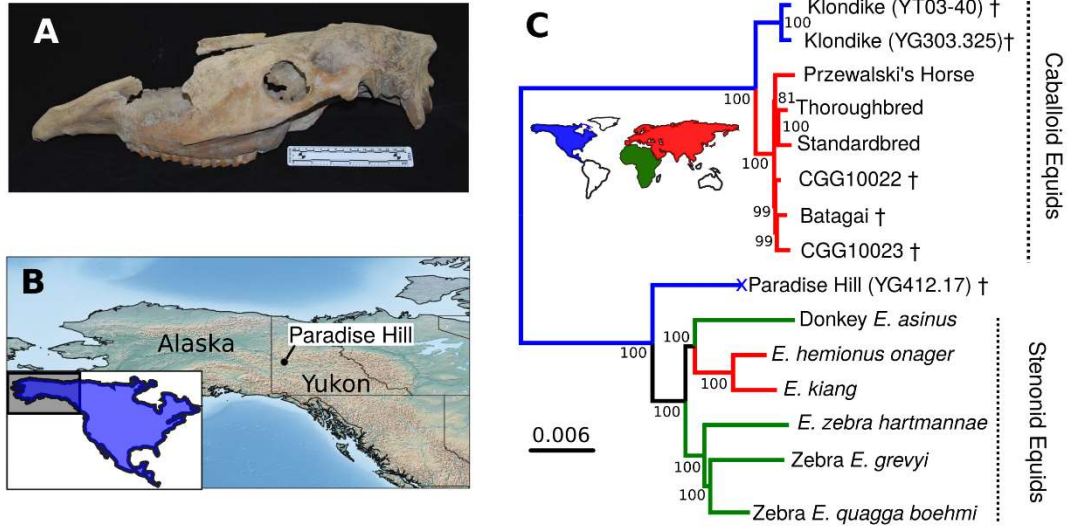 A
B
Alaska
Paradise Hill
Yukon
C
Klondike (YT03-40) †
100
Klondike (YG303.325)†
100
Przewalski's Horse
81
Thoroughbred
100
Standardbred
100
CGG10022 †
99
Batagai †
99
CGG10023 †
Caballoid Equids
xParadise Hill (YG412.17) †
100
Donkey E. asinus
100
E. hemionus onager
100
E. kiang
100
E. zebra hartmannae
100
Zebra E. grevyi
100
Zebra E. quagga boehmi
Stenonid Equids
0.006